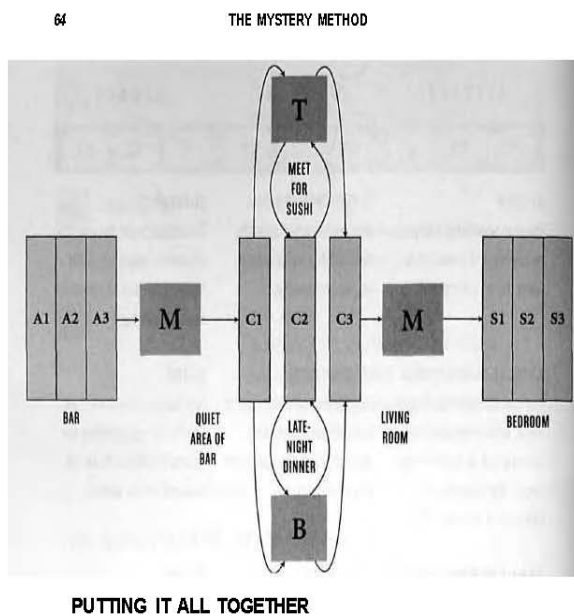 64
THE MYSTERY METHOD
T
MEET
FOR
SUSHI
A1 A2 A3
M
C1 C2 C3
M
S1 S2 S3
BAR
QUIET
AREA OF
BAR
LATE-
NIGHT
DINNER
LIVING
ROOM
BEDROOM
B
PUTTING IT ALL TOGETHER